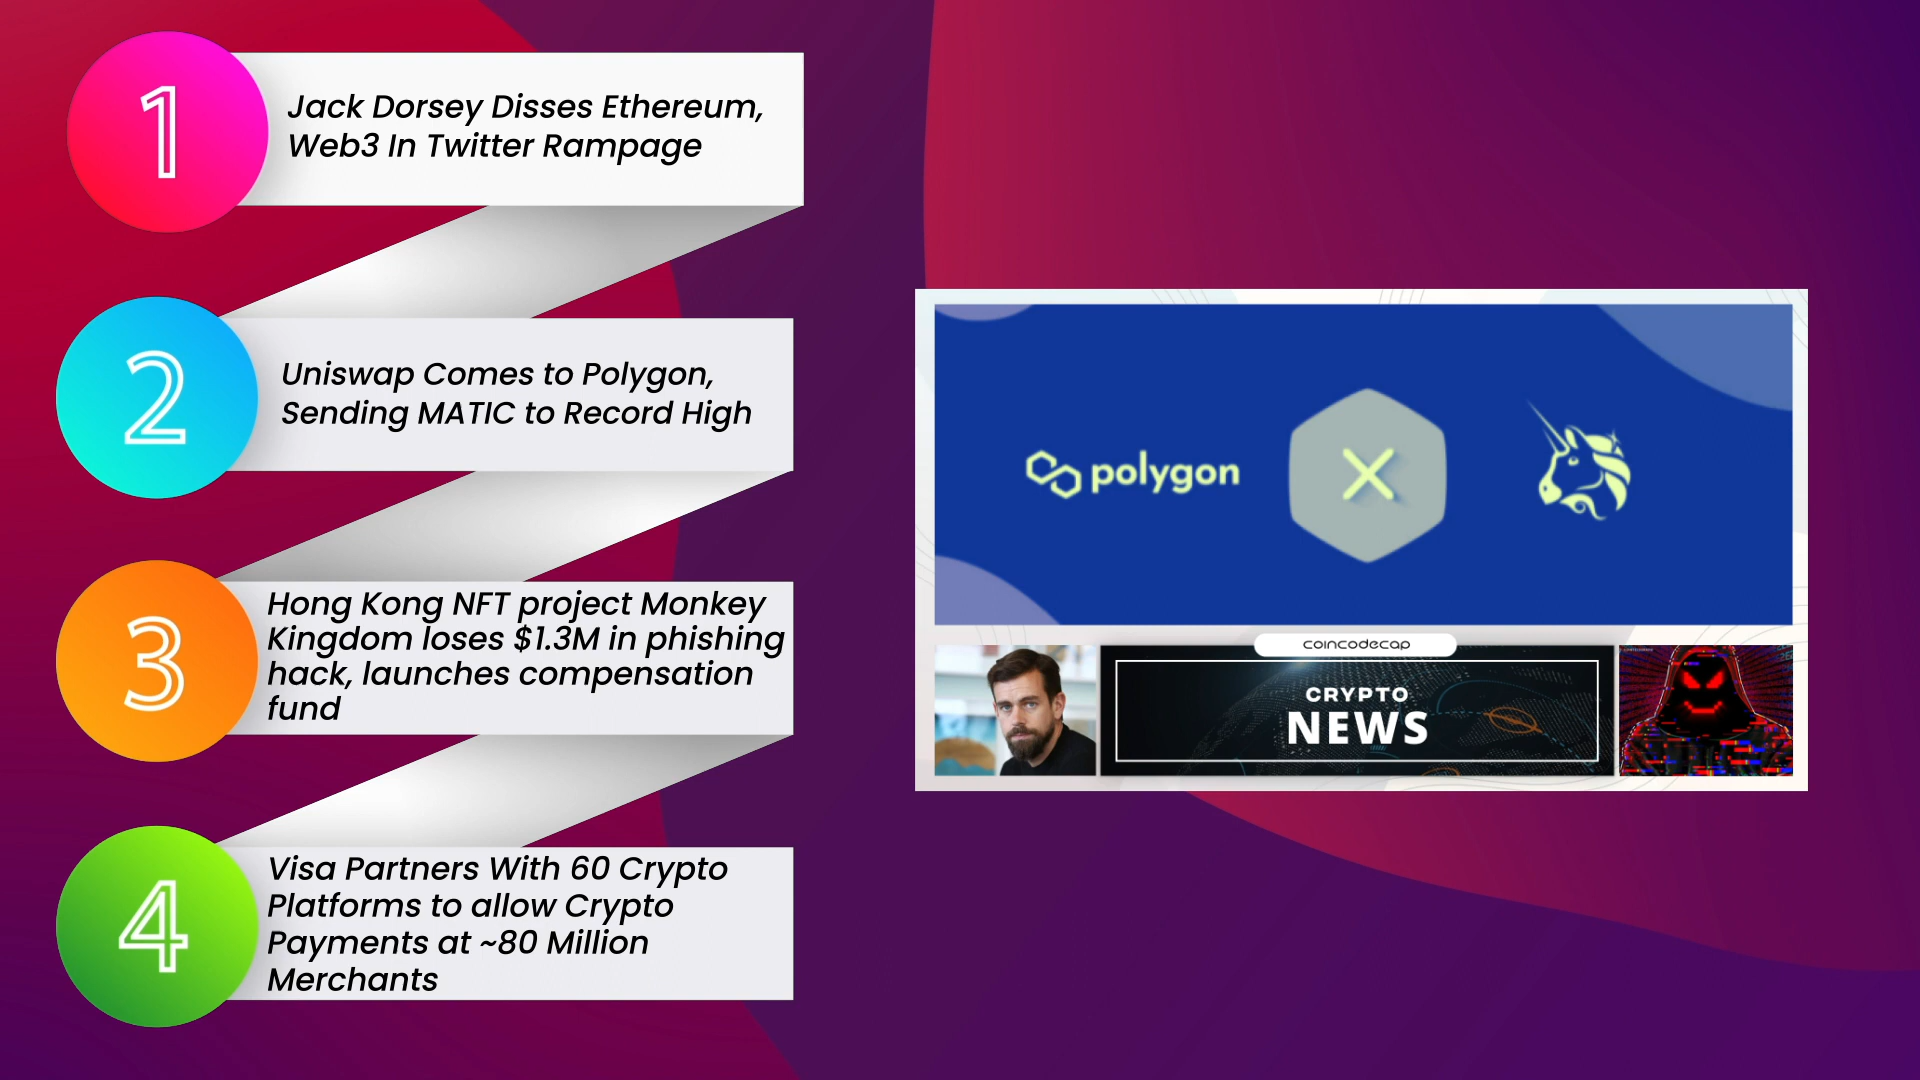 1
Jack Dorsey Disses Ethereum,
Web3 In Twitter Rampage
2
Uniswap Comes to Polygon,
Sending MATIC to Record High
3
Hong Kong NFT project Monkey
Kingdom loses $1.3M in phishing
hack, launches compensation
fund
4
Visa Partners With 60 Crypto
Platforms to allow Crypto
Payments at ~80 Million
Merchants
polygon
X
coincodecap
CRYPTO
NEWS